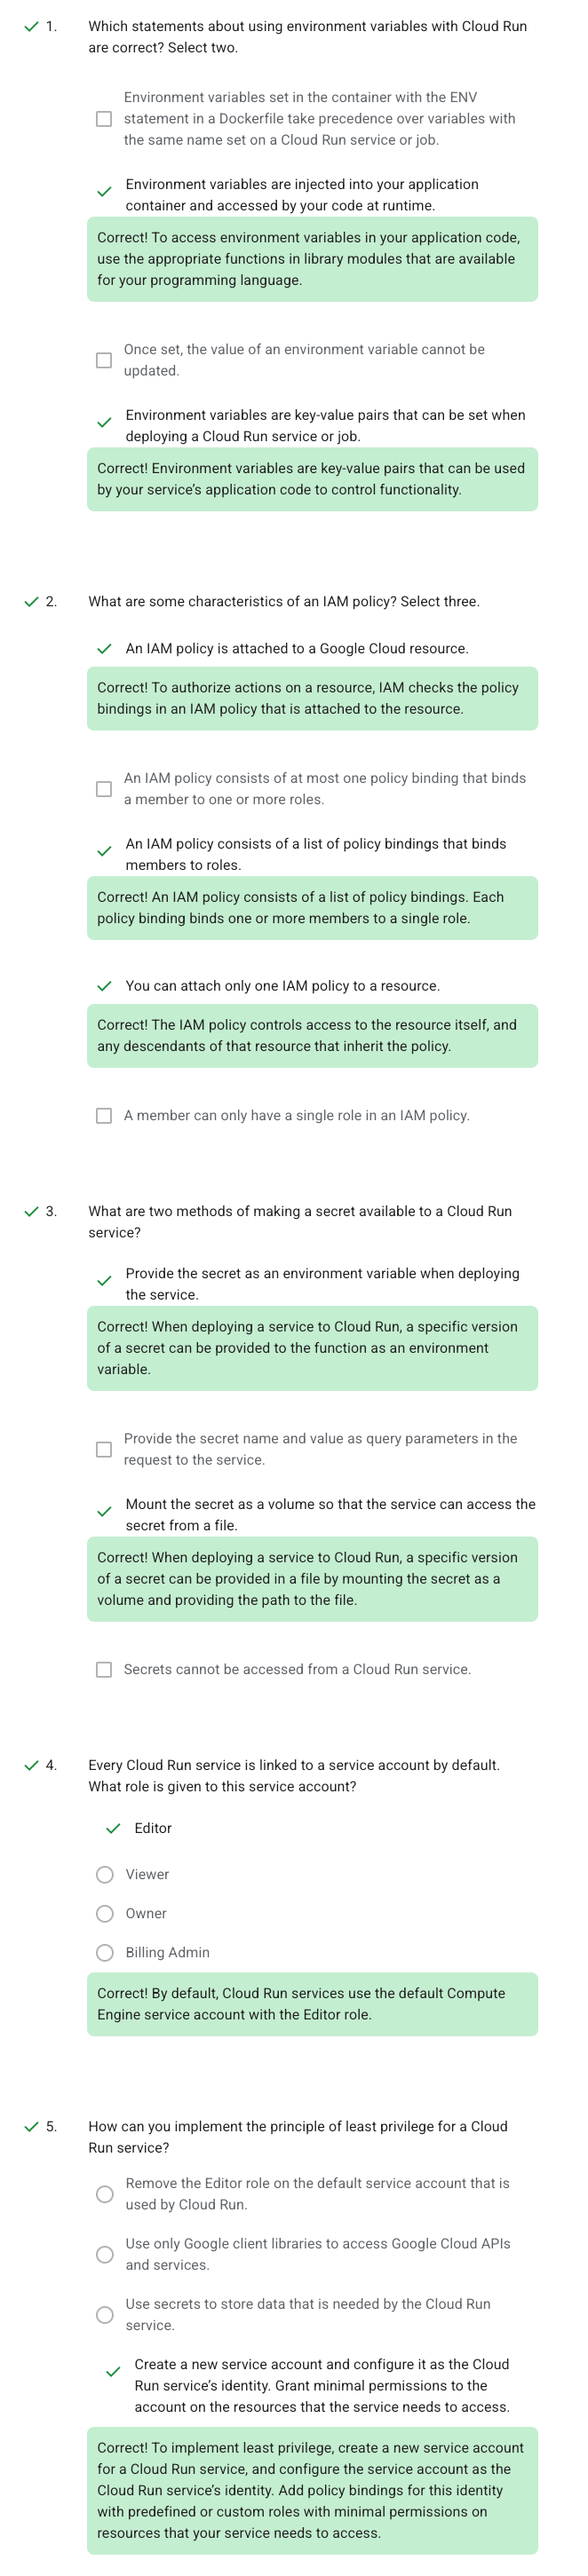 1. Which statements about using environment variables with Cloud Run
are correct? Select two.
Environment variables set in the container with the ENV
statement in a Dockerfile take precedence over variables with
the same name set on a Cloud Run service or job.
Environment variables are injected into your application
container and accessed by your code at runtime.
Correct! To access environment variables in your application code,
use the appropriate functions in library modules that are available
for your programming language.
Once set, the value of an environment variable cannot be
updated.
Environment variables are key-value pairs that can be set when
deploying a Cloud Run service or job.
Correct! Environment variables are key-value pairs that can be used
by your service’s application code to control functionality.
2. What are some characteristics of an IAM policy? Select three.
An IAM policy is attached to a Google Cloud resource.
Correct! To authorize actions on a resource, IAM checks the policy
bindings in an IAM policy that is attached to the resource.
An IAM policy consists of at most one policy binding that binds
a member to one or more roles.
An IAM policy consists of a list of policy bindings that binds
members to roles.
Correct! An IAM policy consists of a list of policy bindings. Each
policy binding binds one or more members to a single role.
You can attach only one IAM policy to a resource.
Correct! The IAM policy controls access to the resource itself, and
any descendants of that resource that inherit the policy.
A member can only have a single role in an IAM policy.
3. What are two methods of making a secret available to a Cloud Run
service?
Provide the secret as an environment variable when deploying
the service.
Correct! When deploying a service to Cloud Run, a specific version
of a secret can be provided to the function as an environment
variable.
Provide the secret name and value as query parameters in the
request to the service.
Mount the secret as a volume so that the service can access the
secret from a file.
Correct! When deploying a service to Cloud Run, a specific version
of a secret can be provided in a file by mounting the secret as a
volume and providing the path to the file.
Secrets cannot be accessed from a Cloud Run service.
4. Every Cloud Run service is linked to a service account by default.
What role is given to this service account?
Editor
Viewer
Owner
Billing Admin
Correct! By default, Cloud Run services use the default Compute
Engine service account with the Editor role.
5. How can you implement the principle of least privilege for a Cloud
Run service?
Remove the Editor role on the default service account that is
used by Cloud Run.
Use only Google client libraries to access Google Cloud APIs
and services.
Use secrets to store data that is needed by the Cloud Run
service.
Create a new service account and configure it as the Cloud
Run service’s identity. Grant minimal permissions to the
account on the resources that the service needs to access.
Correct! To implement least privilege, create a new service account
for a Cloud Run service, and configure the service account as the
Cloud Run service’s identity. Add policy bindings for this identity
with predefined or custom roles with minimal permissions on
resources that your service needs to access.